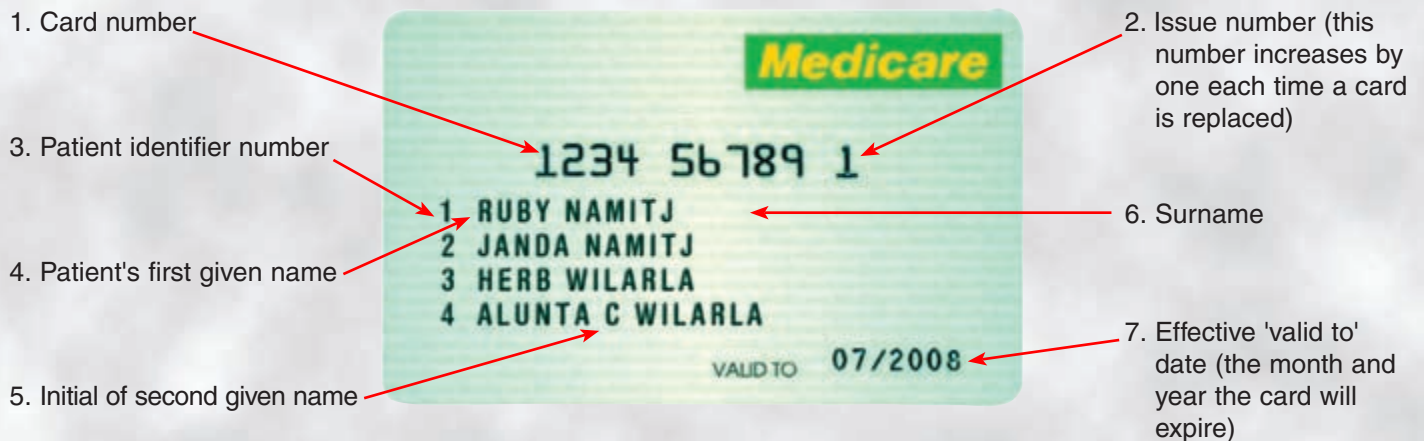 1. Card number
2. Issue number (this
number increases by
one each time a card
is replaced)
3. Patient identifier number
4. Patient's first given name
5. Initial of second given name
Medicare
1234 56789 1
1 RUBY NAMITJ
2 JANDA NAMITJ
3 HERB WILARLA
4 ALUNTA C WILARLA
VALID TO 07/2008
6. Surname
7. Effective 'valid to'
date (the month and
year the card will
expire)